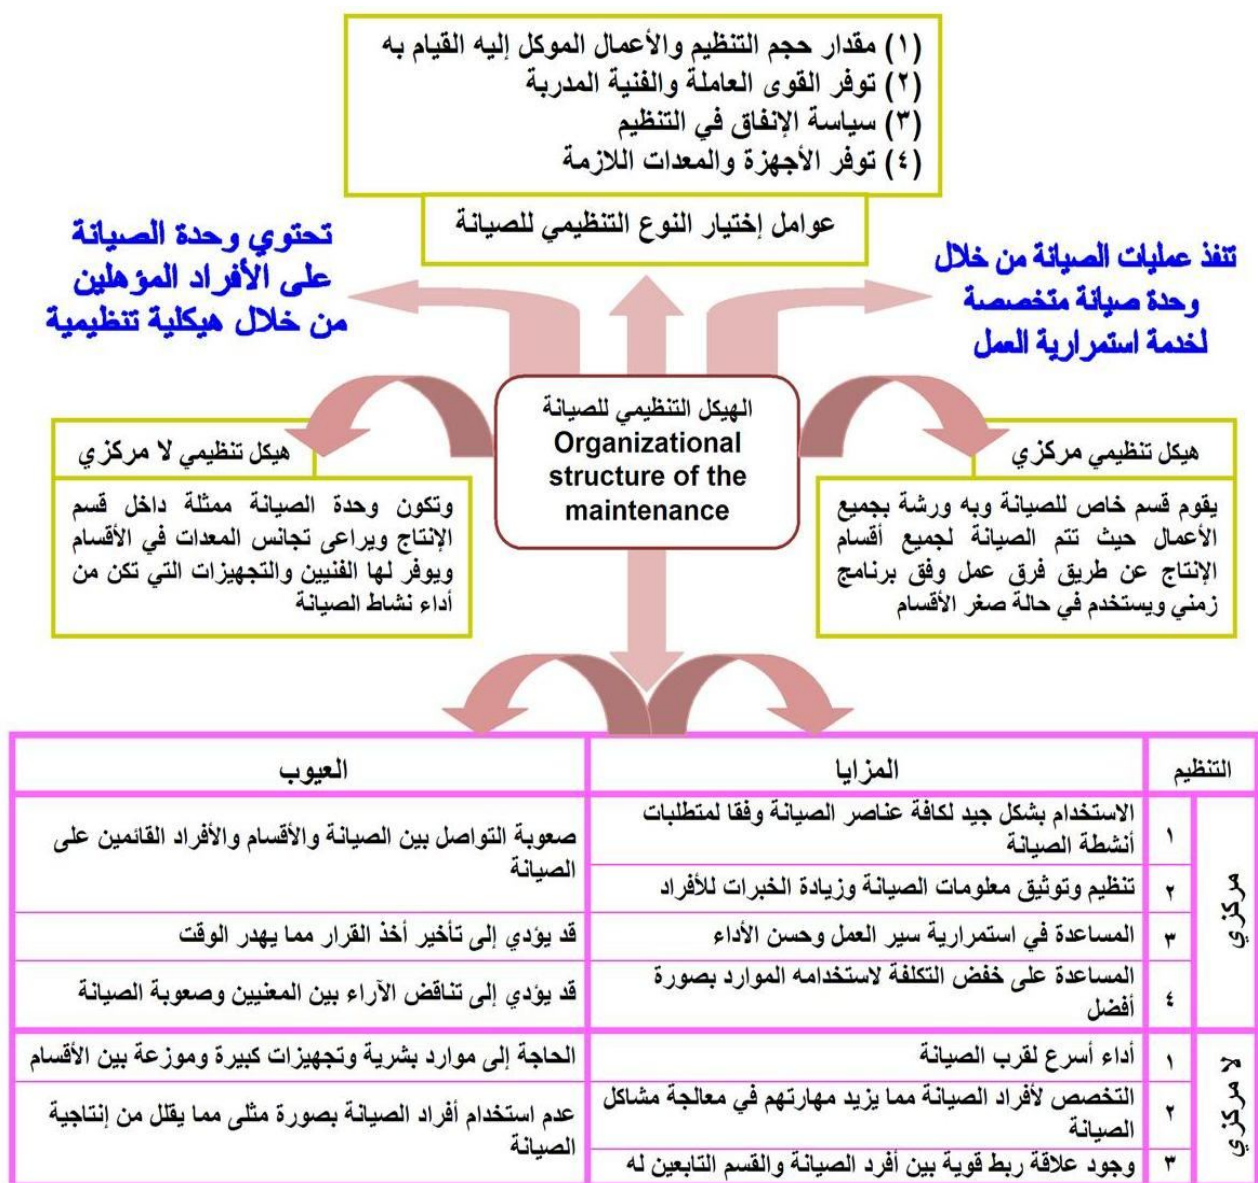 (١) مقدار حجم التنظيم والأعمال الموكل إليه القيام به
(٢) توفر القوى العاملة والفنية المدربة
(٣) سياسة الإنفاق في التنظيم
(٤) توفر الأجهزة والمعدات اللازمة
عوامل إختيار النوع التنظيمي للصيانة
تنفذ عمليات الصيانة من خلال
وحدة صيانة متخصصة
لخدمة استمرارية العمل
تحتوي وحدة الصيانة
على الأفراد المؤهلين
من خلال هيكلية تنظيمية
الهيكل التنظيمي للصيانة
Organizational
structure of the
maintenance
هيكل تنظيمي مركزي
يقوم قسم خاص للصيانة وبه ورشة بجميع
الأعمال حيث تتم الصيانة لجميع أقسام
الإنتاج عن طريق فرق عمل وفق برنامج
زمني ويستخدم في حالة صغر الأقسام
هيكل تنظيمي لا مركزي
وتكون وحدة الصيانة ممثلة داخل قسم
الإنتاج ويراعى تجانس المعدات في الأقسام
ويوفر لها الفنيين والتجهيزات التي تكن من
أداء نشاط الصيانة
التنظيم
المزايا
العيوب
مركزي
١
الاستخدام بشكل جيد لكافة عناصر الصيانة وفقا لمتطلبات
أنشطة الصيانة
صعوبة التواصل بين الصيانة والأقسام والأفراد القائمين على
الصيانة
٢
تنظيم وتوثيق معلومات الصيانة وزيادة الخبرات للأفراد
٣
المساعدة في استمرارية سير العمل وحسن الأداء
قد يؤدي إلى تأخير أخذ القرار مما يهدر الوقت
٤
المساعدة على خفض التكلفة لاستخدامه الموارد بصورة
أفضل
قد يؤدي إلى تناقض الآراء بين المعنيين وصعوبة الصيانة
لا مركزي
١
أداء أسرع لقرب الصيانة
الحاجة إلى موارد بشرية وتجهيزات كبيرة وموزعة بين الأقسام
٢
التخصص لأفراد الصيانة مما يزيد مهارتهم في معالجة مشاكل
الصيانة
عدم استخدام أفراد الصيانة بصورة مثلى مما يقلل من إنتاجية
الصيانة
٣
وجود علاقة ربط قوية بين أفرد الصيانة والقسم التابعين له